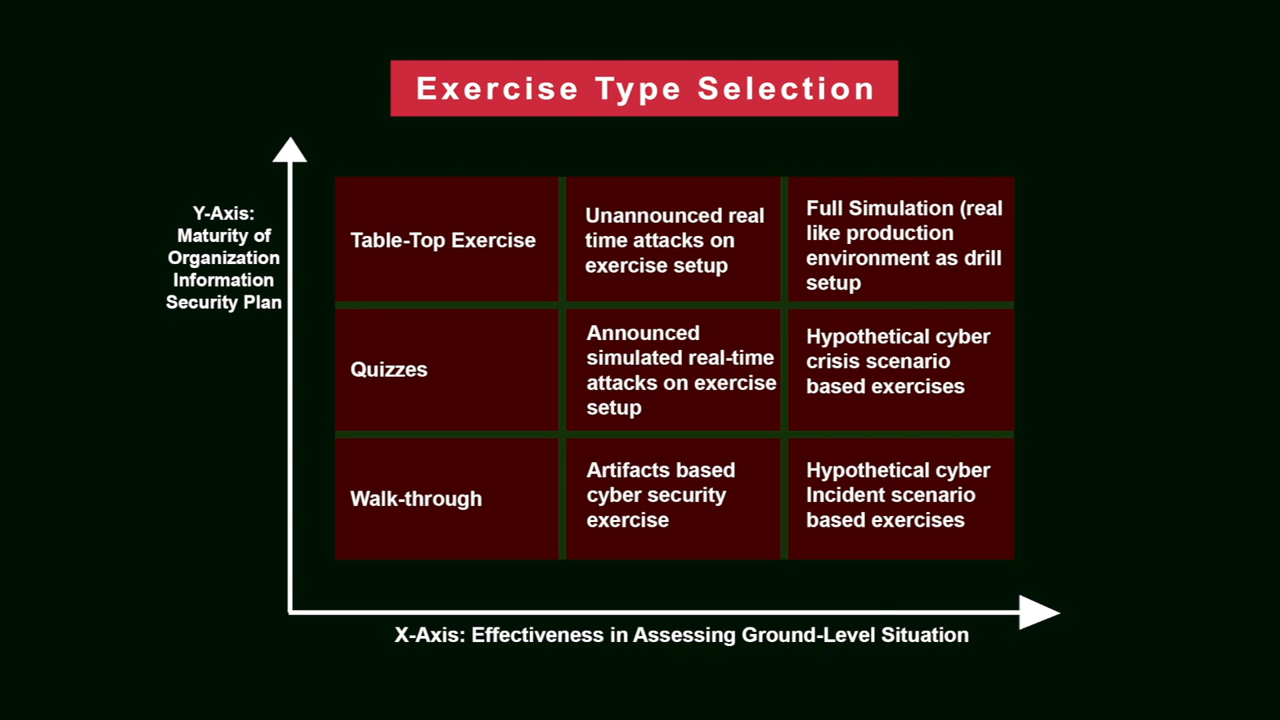 Exercise Type Selection
Y-Axis:
Maturity of
Organization
Information
Security Plan
Table-Top Exercise
Unannounced real
time attacks on
exercise setup
Full Simulation (real
like production
environment as drill
setup
Quizzes
Announced
simulated real-time
attacks on exercise
setup
Hypothetical cyber
crisis scenario
based exercises
Walk-through
Artifacts based
cyber security
exercise
Hypothetical cyber
Incident scenario
based exercises
X-Axis: Effectiveness in Assessing Ground-Level Situation